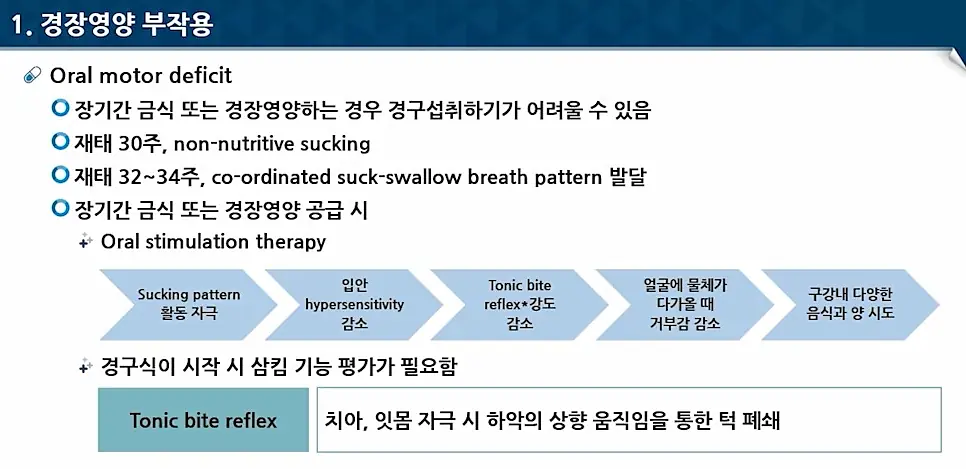 1. 경장영양 부작용
Oral motor deficit
장기간 금식 또는 경장영양하는 경우 경구섭취하기가 어려울 수 있음
재태 30주, non-nutritive sucking
재태 32~34주, co-ordinated suck-swallow breath pattern 발달
장기간 금식 또는 경장영양 공급 시
Oral stimulation therapy
Sucking pattern
활동 자극
입안
hypersensitivity
감소
Tonic bite
reflex*강도
감소
얼굴에 물체가
다가올 때
거부감 감소
구강내 다양한
음식과 양 시도
경구식이 시작 시 삼킴 기능 평가가 필요함
Tonic bite reflex
치아, 잇몸 자극 시 하악의 상향 움직임을 통한 턱 폐쇄